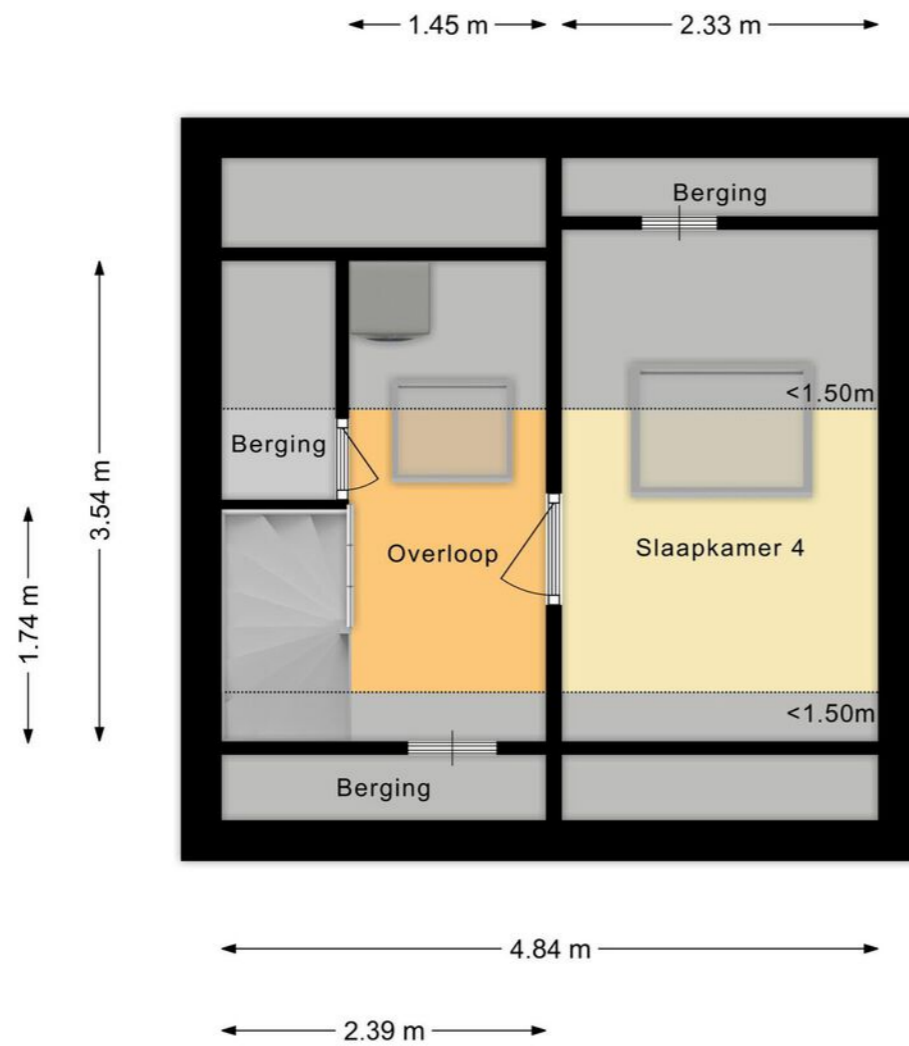 1.45 m
2.33 m
Berging
<1.50m
Berging
3.54 m
Overloop
Slaapkamer 4
1.74 m
<1.50m
Berging
4.84 m
2.39 m